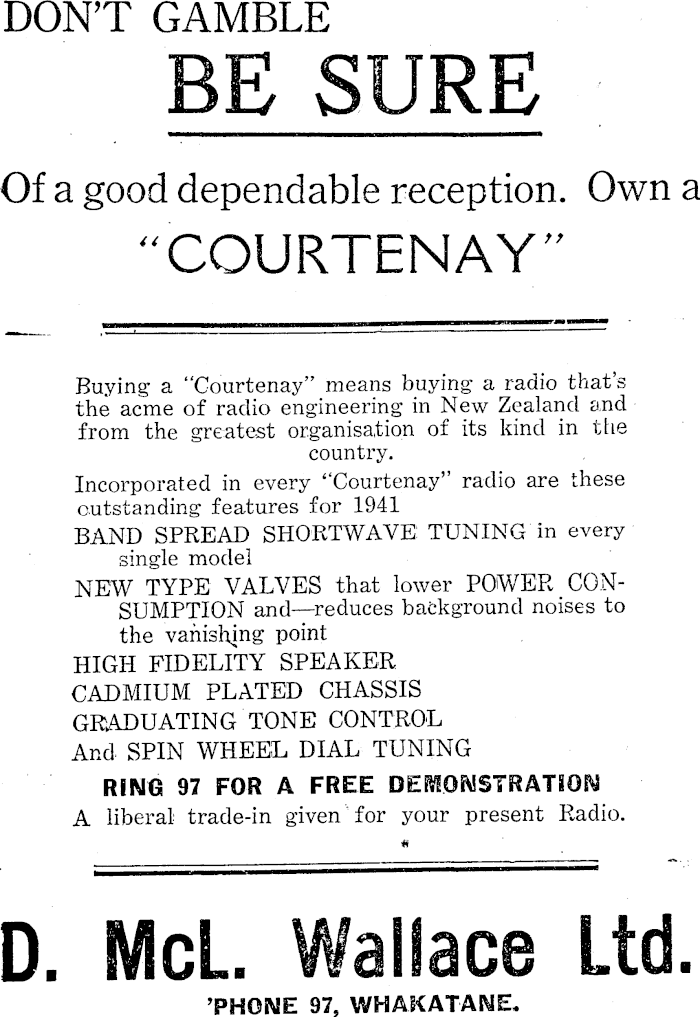 DON'T GAMBLE
BE SURE
Of a good dependable reception. Own a
"COURTENAY"
Buying a "Courtenay" means buying a radio that's
the acme of radio engineering in New Zealand and
from the greatest organisation of its kind in the
country.
Incorporated in every "Courtenay" radio are these
outstanding features for 1941
BAND SPREAD SHORTWAVE TUNING in every
single model
NEW TYPE VALVES that lower POWER CON-
SUMPTION and—reduces background noises to
the vanishing point
HIGH FIDELITY SPEAKER
CADMIUM PLATED CHASSIS
GRADUATING TONE CONTROL
And SPIN WHEEL DIAL TUNING
RING 97 FOR A FREE DEMONSTRATION
A liberal trade-in given for your present Radio.
D. McL. Wallace Ltd.
'PHONE 97, WHAKATANE.